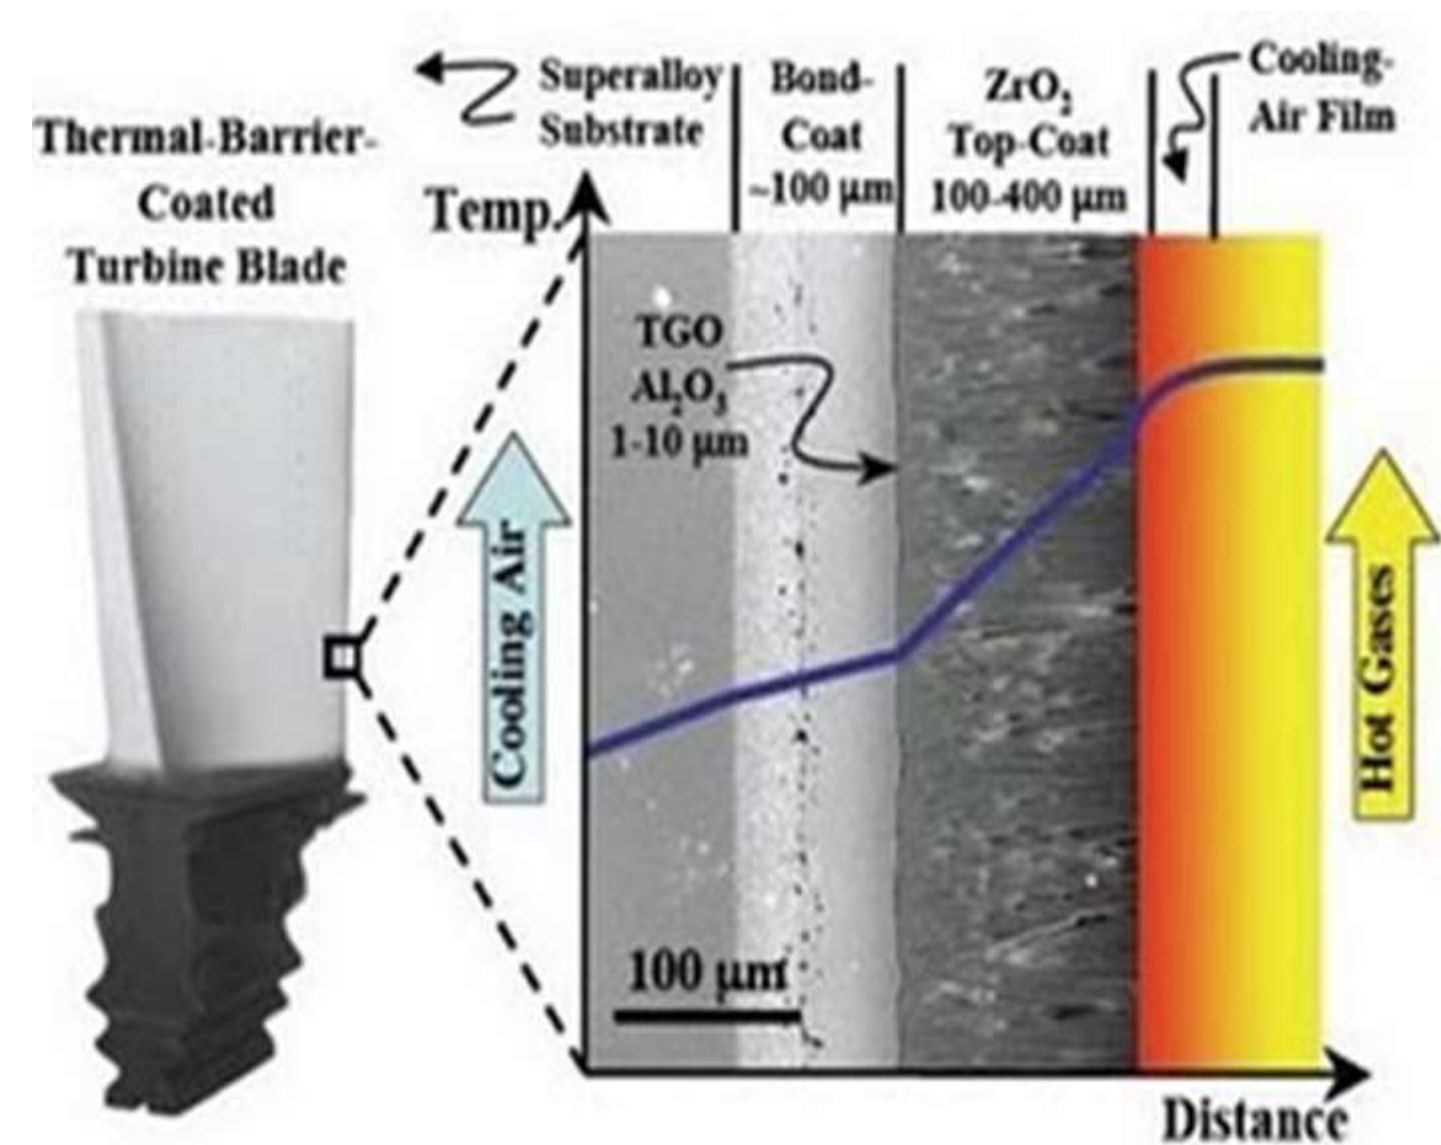 Thermal-Barrier-
Coated
Turbine Blade
Superalloy
Substrate
Bond-
Coat
~100 µm
ZrO₂
Top-Coat
100-400 µm
Cooling-
Air Film
Temp.
TGO
Al₂O₃
1-10 µm
Cooling Air
Hot Gases
100 µm
Distance